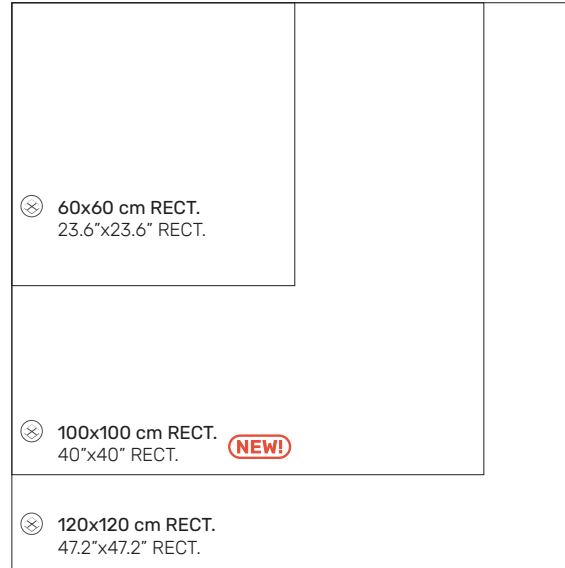 60x60 cm RECT.
23.6”x23.6” RECT.
100x100 cm RECT.
40”x40” RECT.
NEW!
120x120 cm RECT.
47.2”x47.2” RECT.